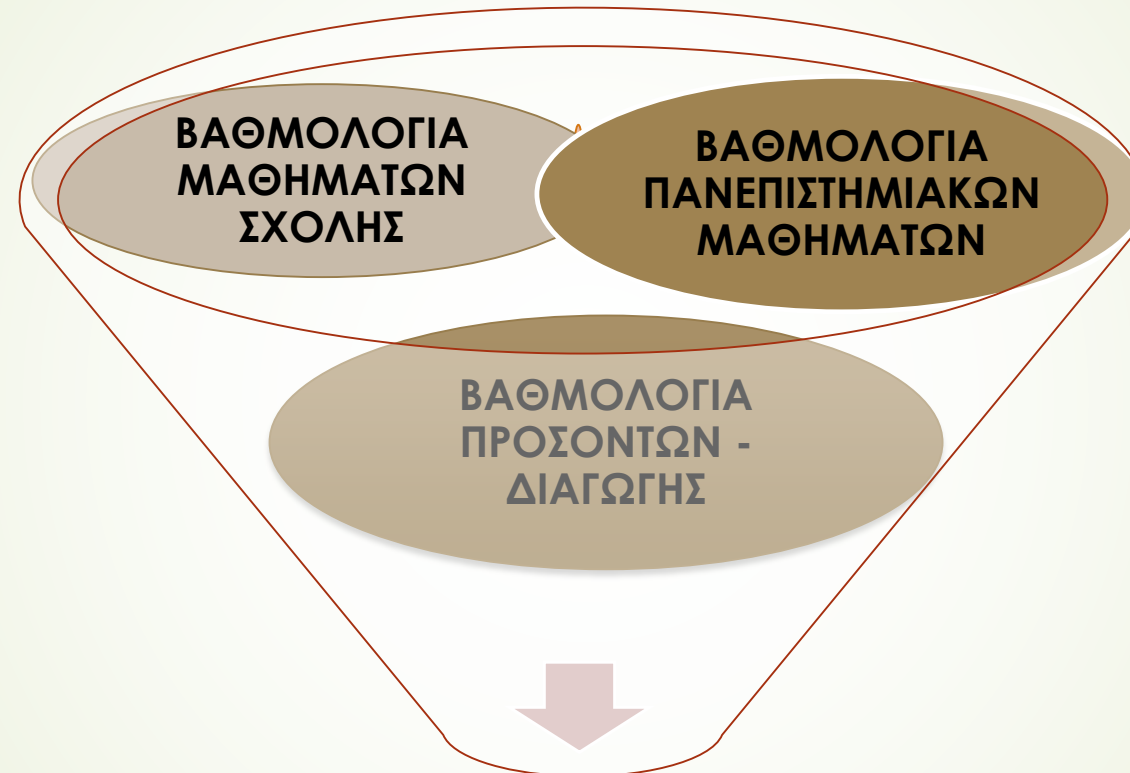 ΒΑΘΜΟΛΟΓΙΑ
ΜΑΘΗΜΑΤΩΝ
ΣΧΟΛΗΣ
ΒΑΘΜΟΛΟΓΙΑ
ΠΑΝΕΠΙΣΤΗΜΙΑΚΩΝ
ΜΑΘΗΜΑΤΩΝ
ΒΑΘΜΟΛΟΓΙΑ
ΠΡΟΣΟΝΤΩΝ -
ΔΙΑΓΩΓΗΣ